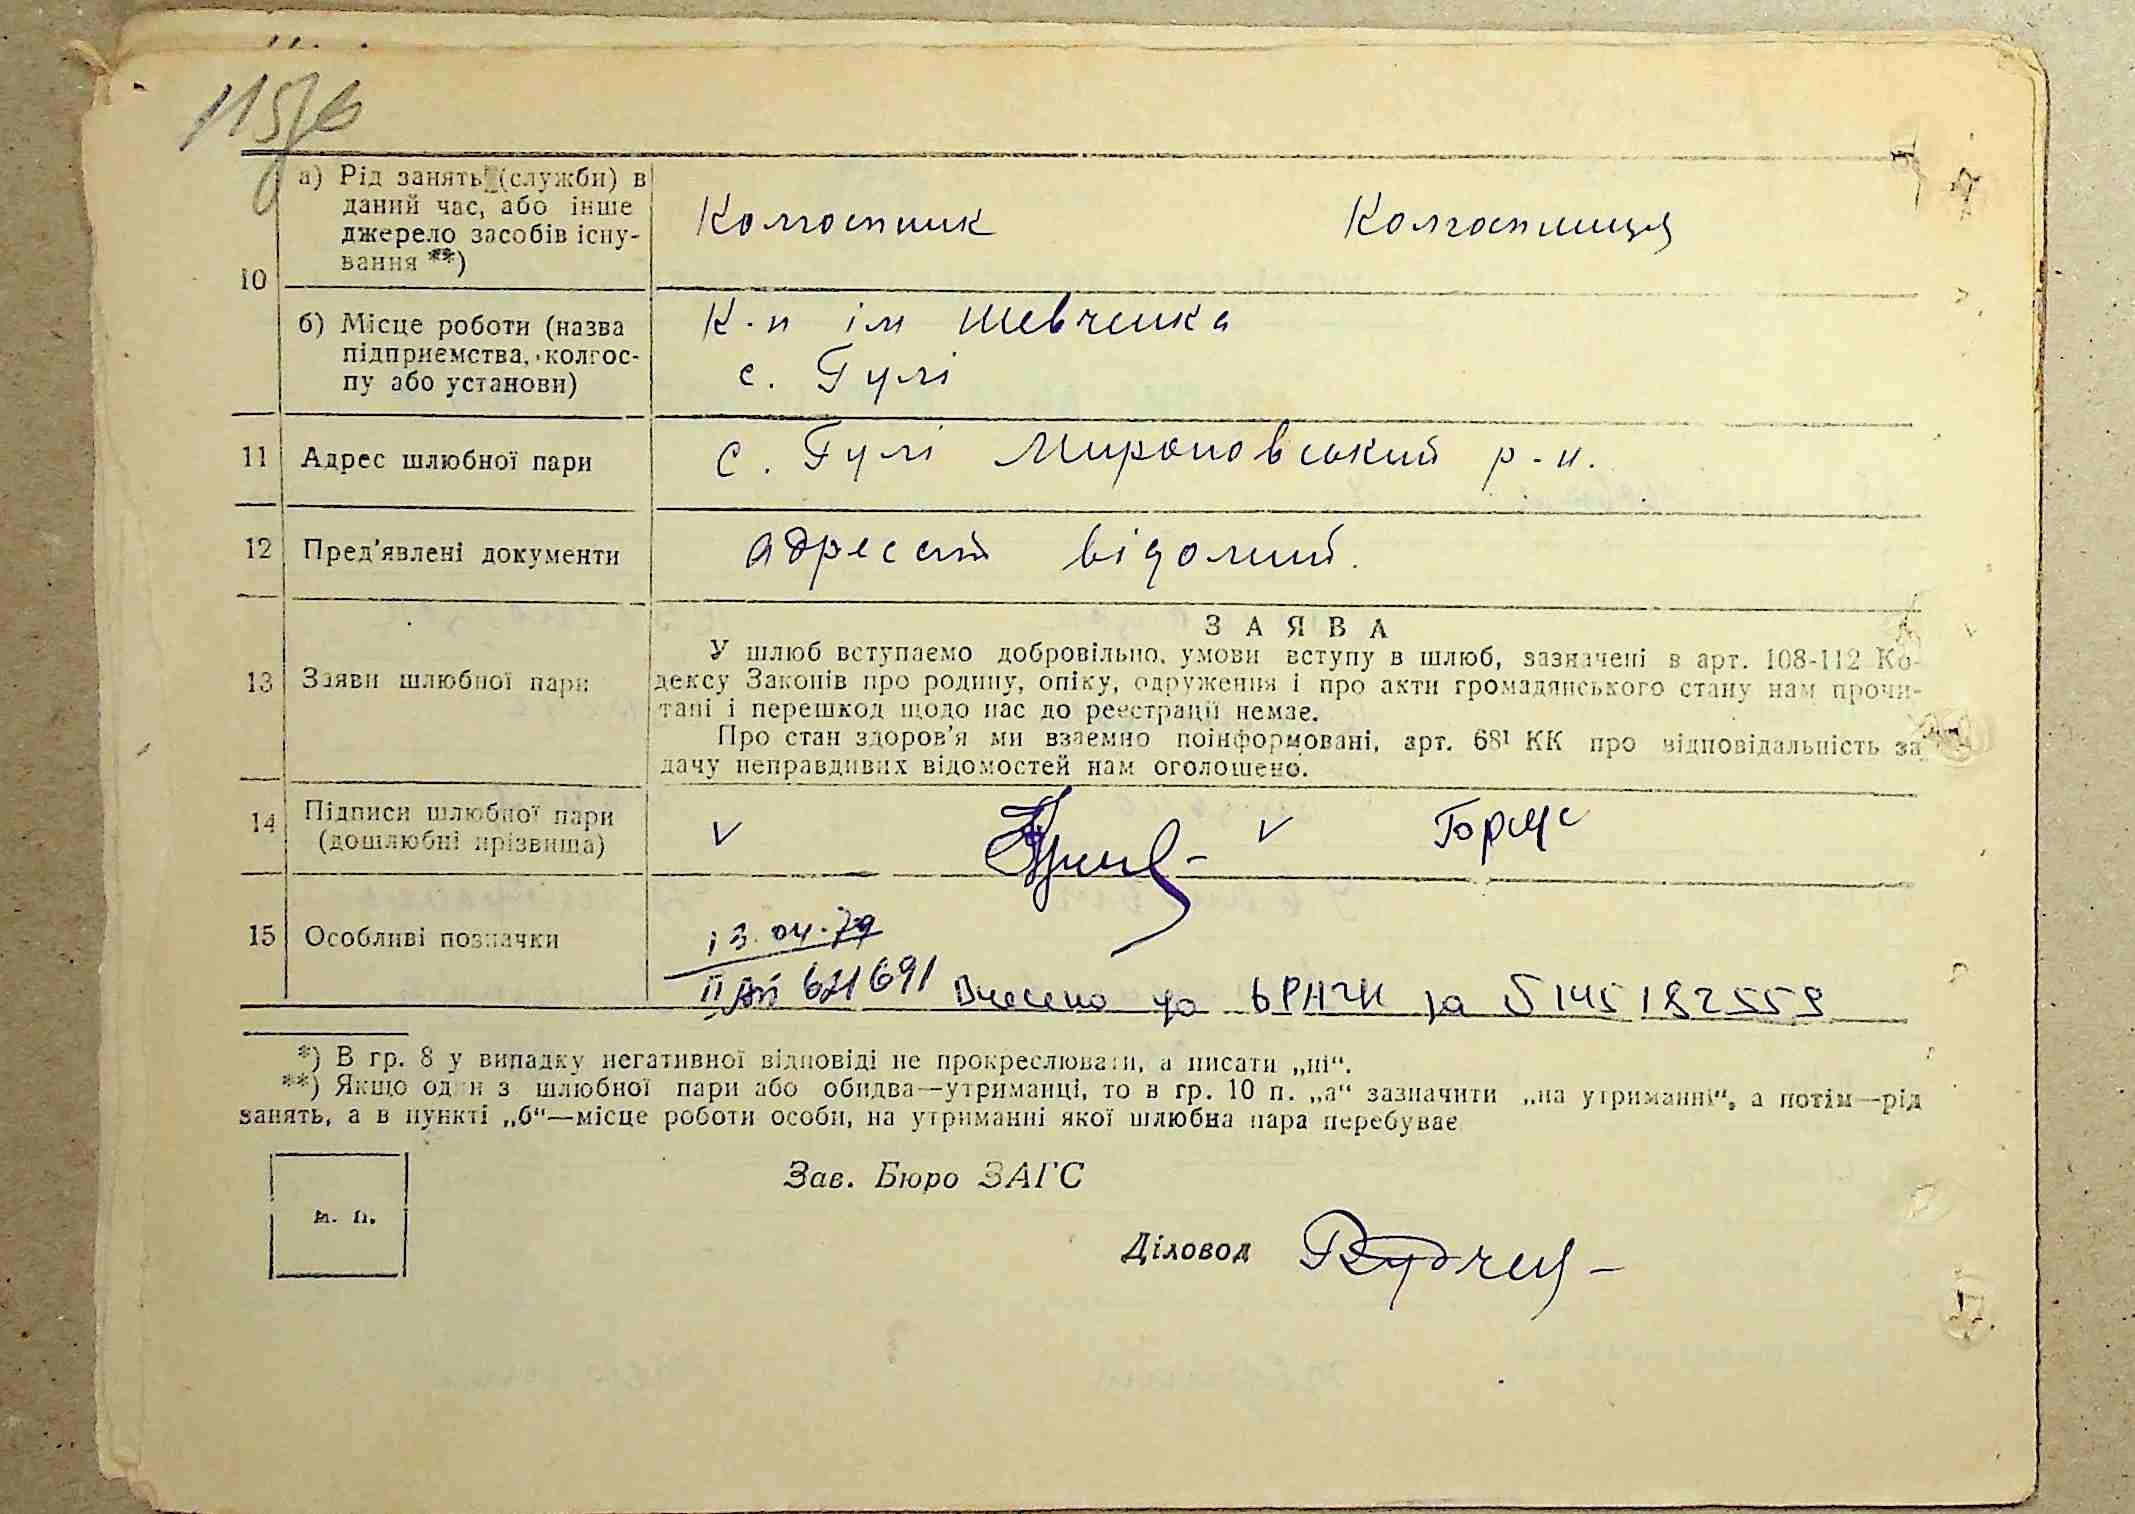 115
10 а) Рід занять (служби) в
даний час, або інше
джерело засобів існу-
вання **)
Колгоспник Колгоспниця
б) Місце роботи (назва
підприємства, колгос-
пу або установи)
К-п ім Шевченка
с. Гулі
11 Адрес шлюбної пари
с. Гулі Мироновський р-н.
12 Пред'явлені документи
адресат відомий.
13 Заяви шлюбної пари
ЗАЯВА
У шлюб вступаємо добровільно, умови вступу в шлюб, зазначені в арт. 108-112 Ко-
дексу Законів про родину, опіку, одруження і про акти громадянського стану нам прочи-
тані і перешкод щодо нас до реєстрації немає.
Про стан здоров'я ми взаємно поінформовані, арт. 68¹ КК про відповідальність за
дачу неправдивих відомостей нам оголошено.
14 Підписи шлюбної пари
(дошлюбні прізвища)
V V
15 Особливі позначки
13.04.79
II 621691 Внесено до за
*) В гр. 8 у випадку негативної відповіді не прокреслювати, а писати „ні“.
**) Якщо один з шлюбної пари або обидва—утриманці, то в гр. 10 п. „а“ зазначити „на утриманні“, а потім—рід
занять, а в пункті „б“—місце роботи особи, на утриманні якої шлюбна пара перебуває
Зав. Бюро ЗАГС
м. п.
Діловод